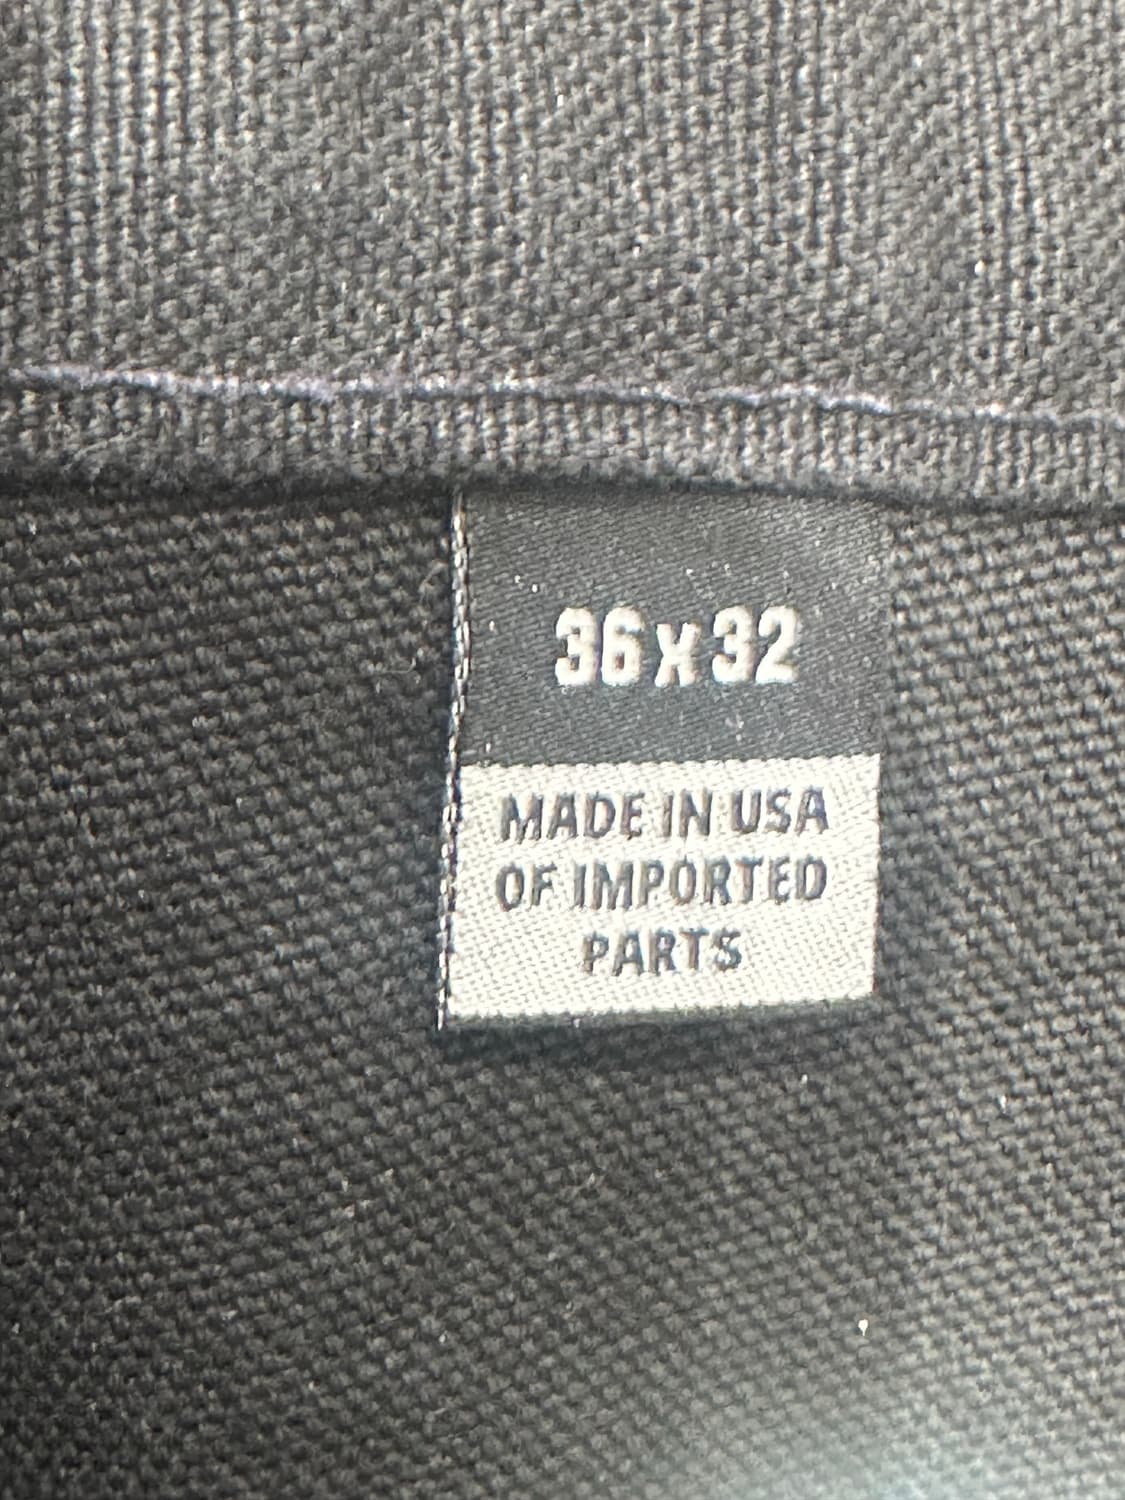 36x32
MADE IN USA
OF IMPORTED
PARTS